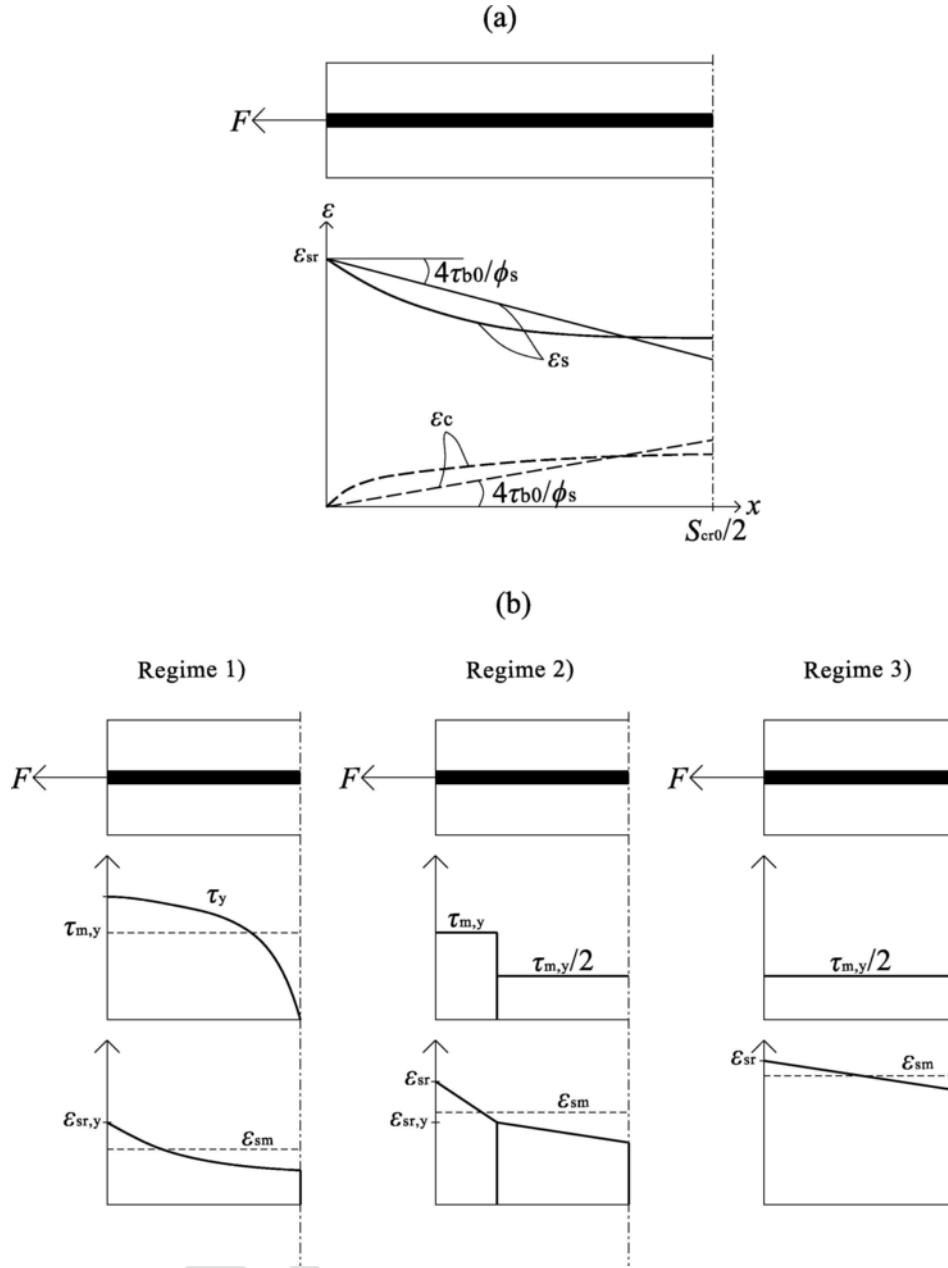 (a)
F
ε
εsr
4τb0/ϕs
εs
εc
4τb0/ϕs
x
Scr0/2
(b)
Regime 1)
Regime 2)
Regime 3)
F
F
F
τy
τm,y
τm,y
τm,y/2
τm,y/2
εsr,y
εsm
εsr
εsr,y
εsm
εsr
εsm